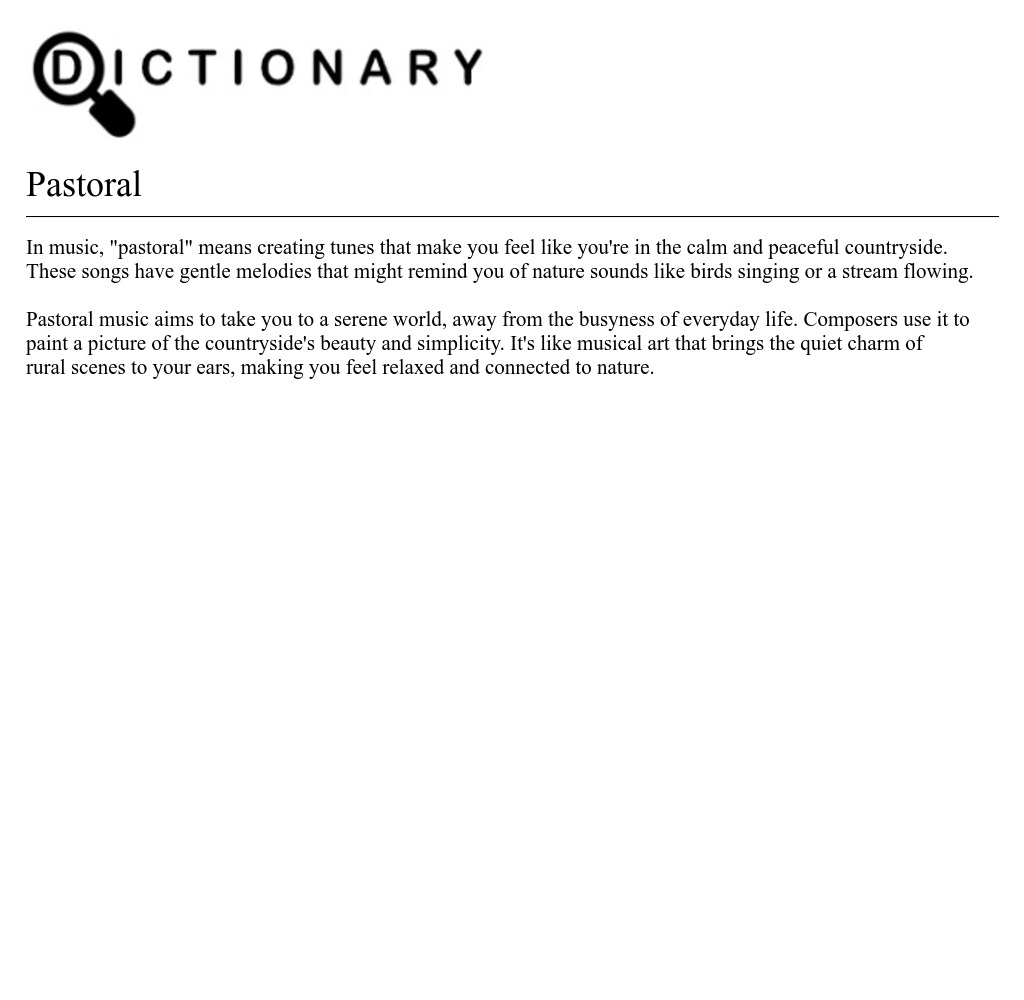 DICTIONARY
Pastoral
In music, "pastoral" means creating tunes that make you feel like you're in the calm and peaceful countryside.
These songs have gentle melodies that might remind you of nature sounds like birds singing or a stream flowing.
Pastoral music aims to take you to a serene world, away from the busyness of everyday life. Composers use it to
paint a picture of the countryside's beauty and simplicity. It's like musical art that brings the quiet charm of
rural scenes to your ears, making you feel relaxed and connected to nature.